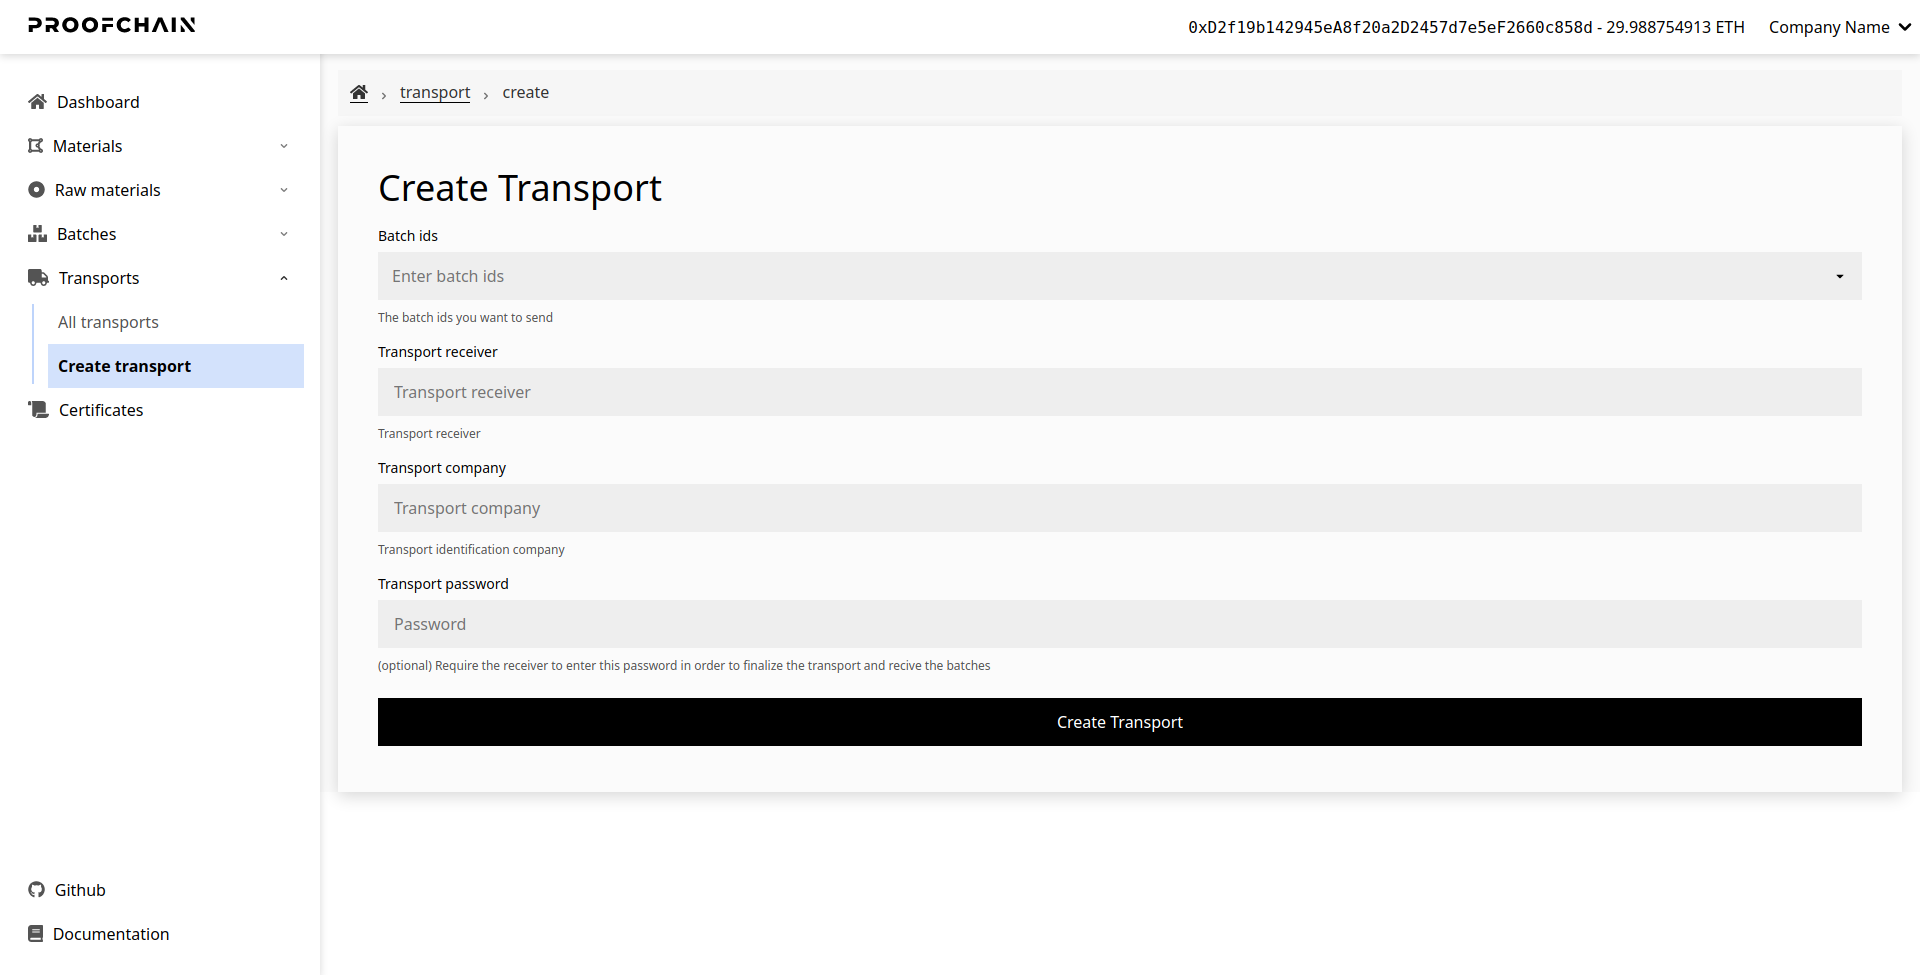 PROOFCHAIN
0xD2f19b142945eA8f20a2D2457d7e5eF2660c858d - 29.988754913 ETH Company Name
Dashboard
Materials
Raw materials
Batches
Transports
All transports
Create transport
Certificates
Github
Documentation
transport › create
Create Transport
Batch ids
Enter batch ids
The batch ids you want to send
Transport receiver
Transport receiver
Transport receiver
Transport company
Transport company
Transport identification company
Transport password
Password
(optional) Require the receiver to enter this password in order to finalize the transport and recive the batches
Create Transport